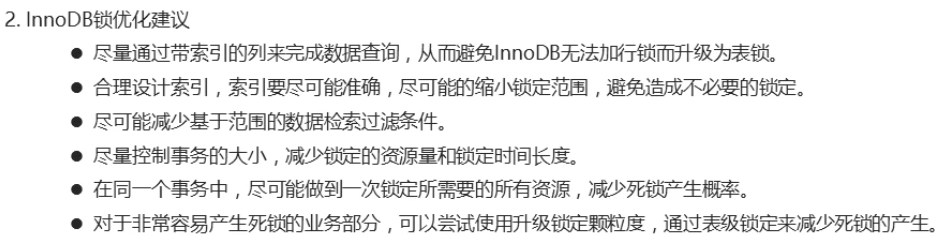 2. InnoDB锁优化建议
● 尽量通过带索引的列来完成数据查询，从而避免InnoDB无法加行锁而升级为表锁。
● 合理设计索引，索引要尽可能准确，尽可能的缩小锁定范围，避免造成不必要的锁定。
● 尽可能减少基于范围的数据检索过滤条件。
● 尽量控制事务的大小，减少锁定的资源量和锁定时间长度。
● 在同一个事务中，尽可能做到一次锁定所需要的所有资源，减少死锁产生概率。
● 对于非常容易产生死锁的业务部分，可以尝试使用升级锁定颗粒度，通过表级锁定来减少死锁的产生。